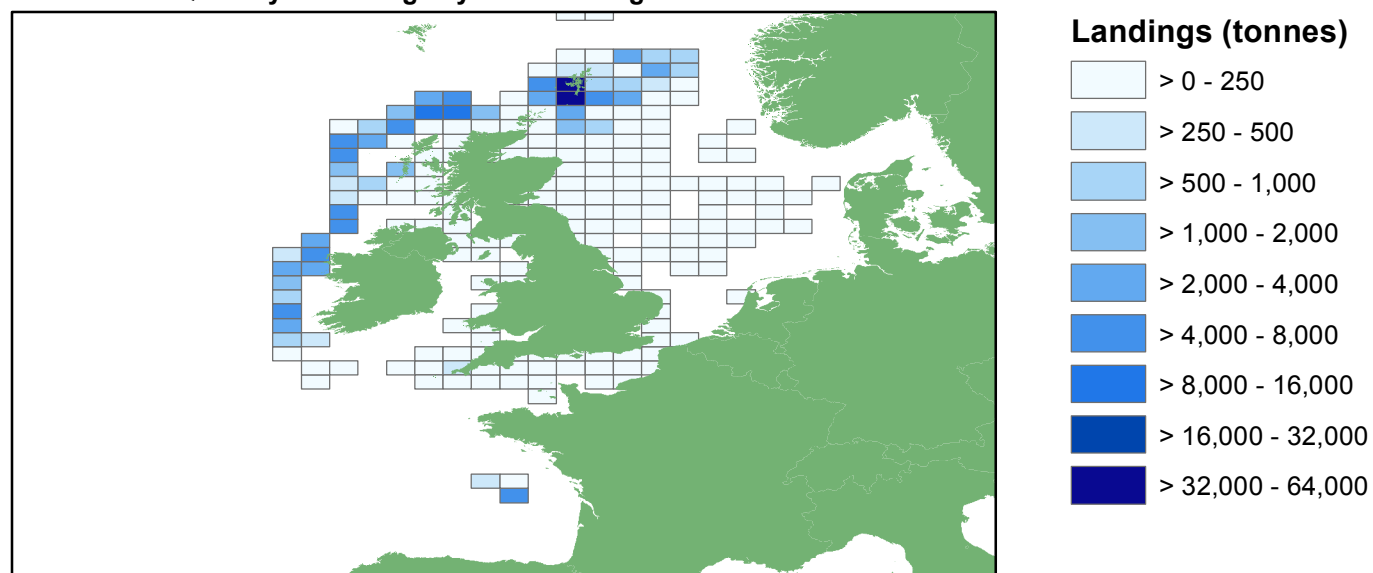 Landings (tonnes)
> 0 - 250
> 250 - 500
> 500 - 1,000
> 1,000 - 2,000
> 2,000 - 4,000
> 4,000 - 8,000
> 8,000 - 16,000
> 16,000 - 32,000
> 32,000 - 64,000